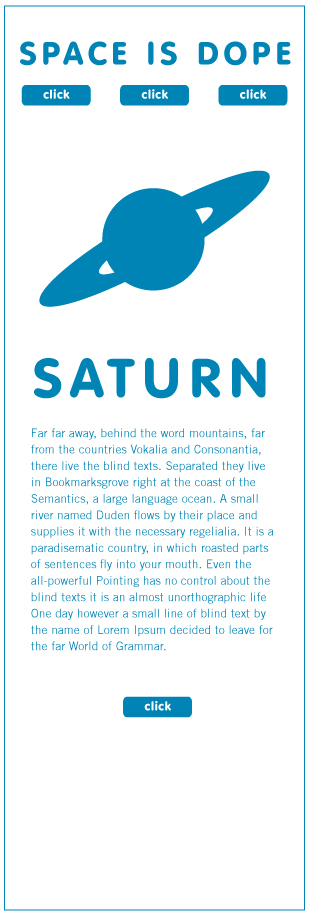 SPACE IS DOPE
click click click
SATURN
Far far away, behind the word mountains, far
from the countries Vokalia and Consonantia,
there live the blind texts. Separated they live
in Bookmarksgrove right at the coast of the
Semantics, a large language ocean. A small
river named Duden flows by their place and
supplies it with the necessary regelialia. It is a
paradisematic country, in which roasted parts
of sentences fly into your mouth. Even the
all-powerful Pointing has no control about the
blind texts it is an almost unorthographic life
One day however a small line of blind text by
the name of Lorem Ipsum decided to leave for
the far World of Grammar.
click